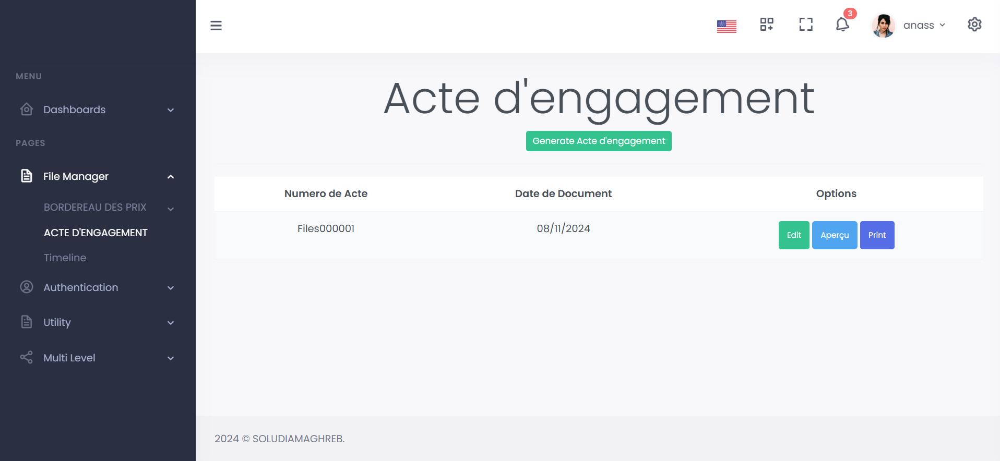 3
anass
MENU
Dashboards
PAGES
File Manager
BORDEREAU DES PRIX
ACTE D'ENGAGEMENT
Timeline
Authentication
Utility
Multi Level
Acte d'engagement
Generate Acte d'engagement
Numero de Acte Date de Document Options
Files000001 08/11/2024 Edit Aperçu Print
2024 © SOLUDIAMAGHREB.